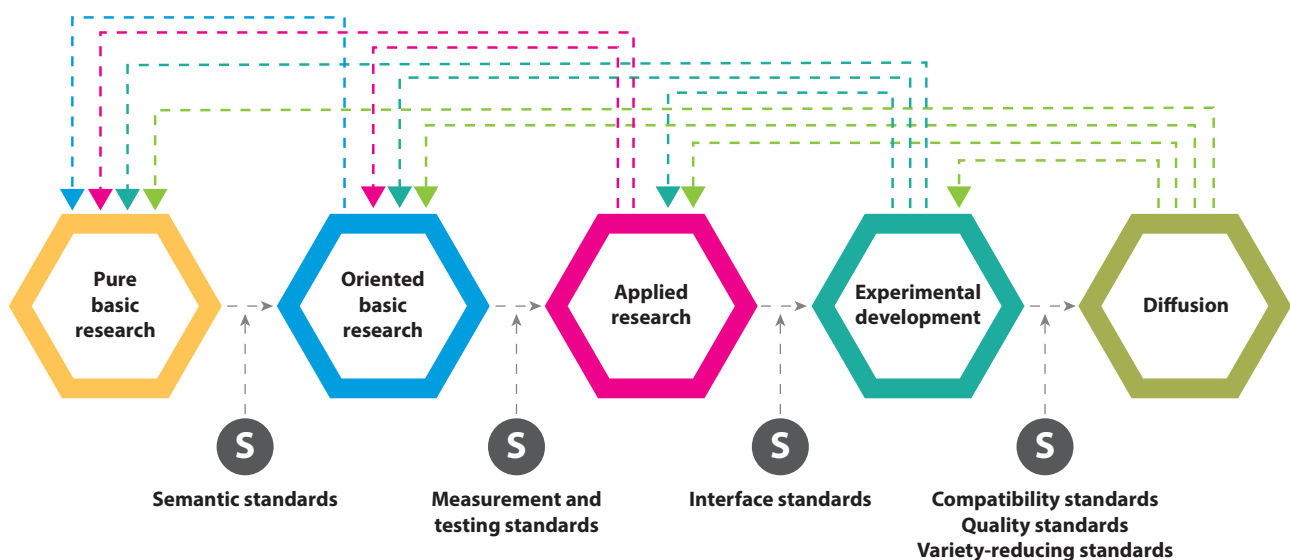 Pure
basic
research
Oriented
basic
research
Applied
research
Experimental
development
Diffusion
S
S
S
S
Semantic standards
Measurement and
testing standards
Interface standards
Compatibility standards
Quality standards
Variety-reducing standards